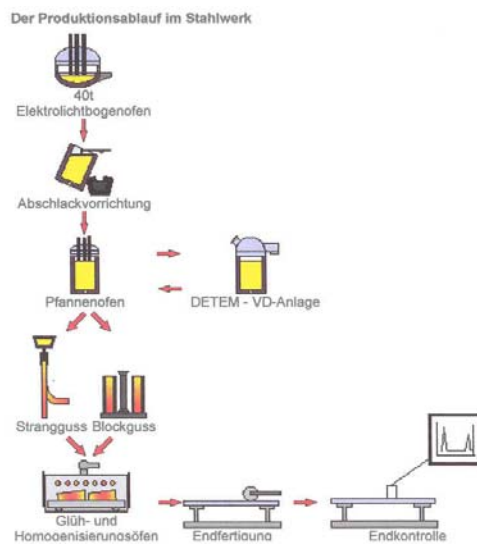 Der Produktionsablauf im Stahlwerk
40t
Elektrolichtbogenofen
Abschlackvorrichtung
Pfannenofen
DETEM - VD-Anlage
Strangguss Blockguss
Glüh- und
Homogenisierungsöfen
Endfertigung
Endkontrolle